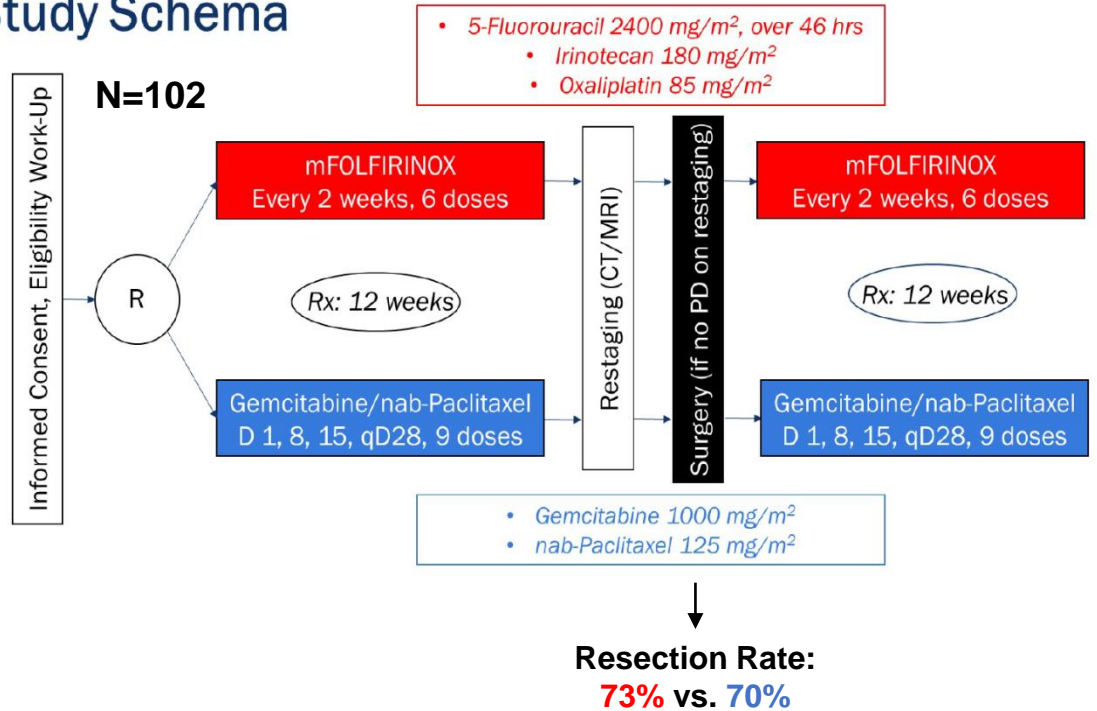 Study Schema
N=102
Informed Consent, Eligibility Work-Up
R
• 5-Fluorouracil 2400 mg/m², over 46 hrs
• Irinotecan 180 mg/m²
• Oxaliplatin 85 mg/m²
mFOLFIRINOX
Every 2 weeks, 6 doses
Rx: 12 weeks
Gemcitabine/nab-Paclitaxel
D 1, 8, 15, qD28, 9 doses
Restaging (CT/MRI)
Surgery (if no PD on restaging)
mFOLFIRINOX
Every 2 weeks, 6 doses
Rx: 12 weeks
Gemcitabine/nab-Paclitaxel
D 1, 8, 15, qD28, 9 doses
• Gemcitabine 1000 mg/m²
• nab-Paclitaxel 125 mg/m²
Resection Rate:
73% vs. 70%